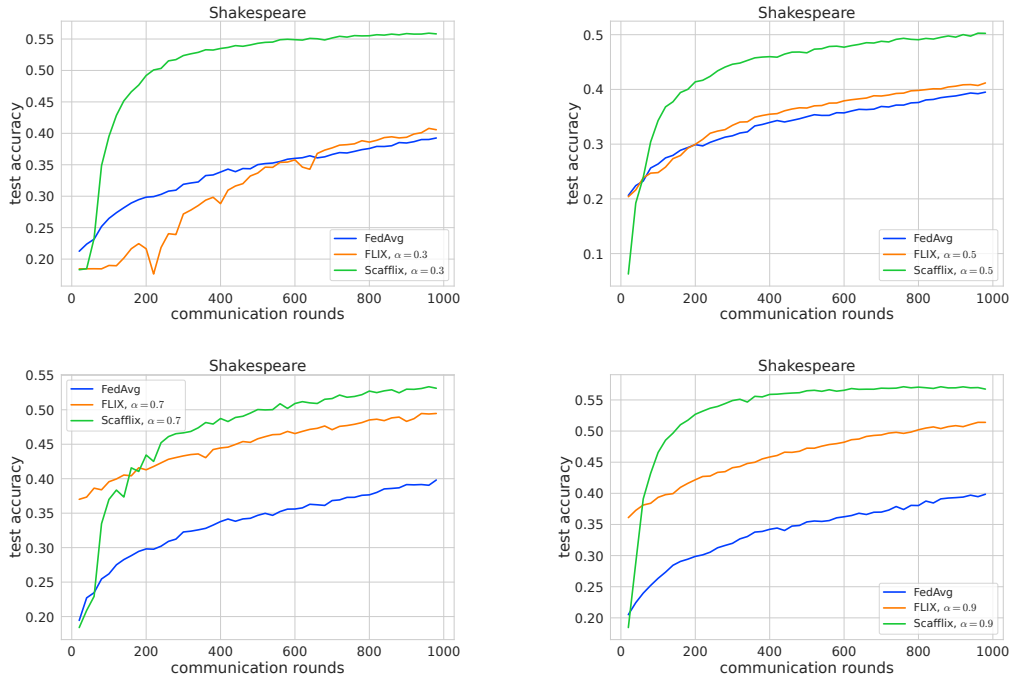 Shakespeare
0.55
0.50
0.45
0.40
0.35
0.30
0.25
0.20
test accuracy
FedAvg
FLIX, α=0.3
Scafflix, α=0.3
0 200 400 600 800 1000
communication rounds
Shakespeare
0.5
0.4
0.3
0.2
0.1
test accuracy
FedAvg
FLIX, α=0.5
Scafflix, α=0.5
0 200 400 600 800 1000
communication rounds
Shakespeare
0.55
0.50
0.45
0.40
0.35
0.30
0.25
0.20
test accuracy
FedAvg
FLIX, α=0.7
Scafflix, α=0.7
0 200 400 600 800 1000
communication rounds
Shakespeare
0.55
0.50
0.45
0.40
0.35
0.30
0.25
0.20
test accuracy
FedAvg
FLIX, α=0.9
Scafflix, α=0.9
0 200 400 600 800 1000
communication rounds